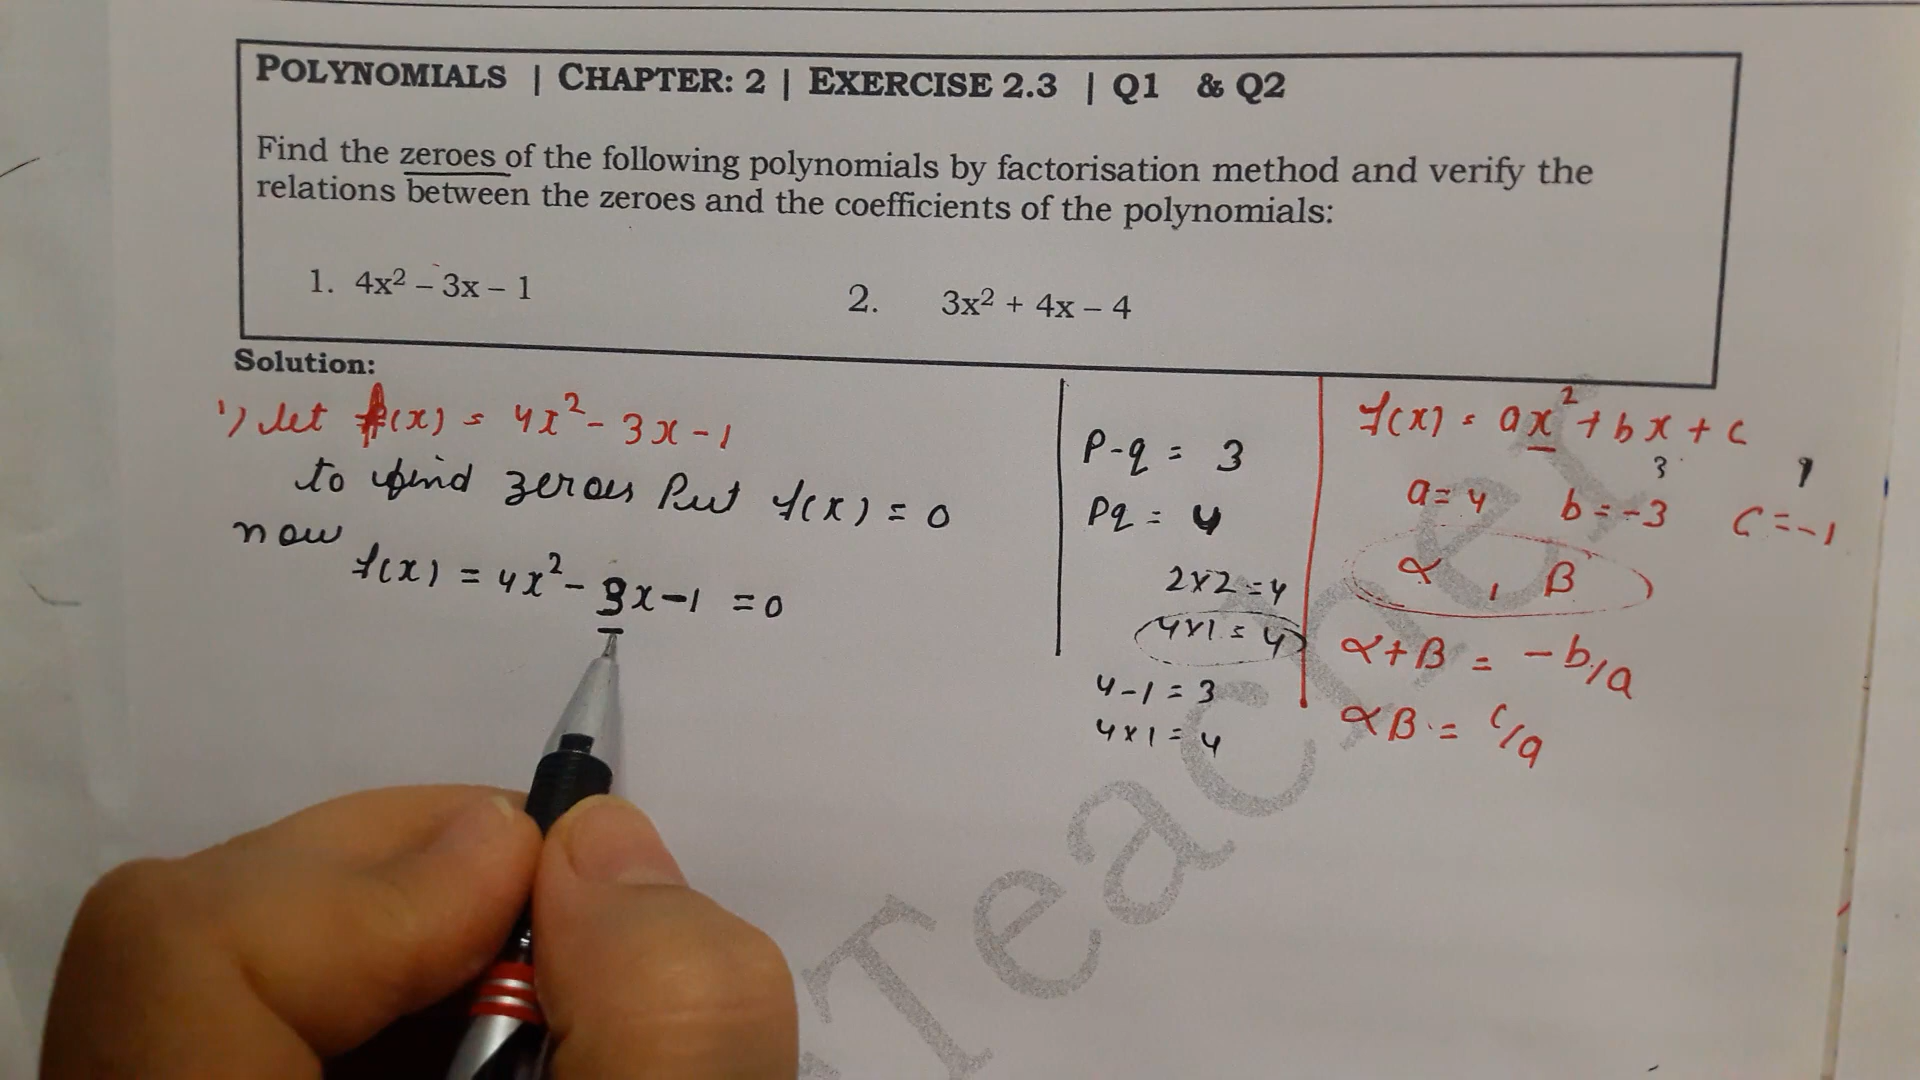 POLYNOMIALS | CHAPTER: 2 | EXERCISE 2.3 | Q1 & Q2
Find the zeroes of the following polynomials by factorisation method and verify the
relations between the zeroes and the coefficients of the polynomials:
1. 4x² – 3x – 1
2. 3x² + 4x – 4
Solution:
1) Let f(x) = 4x² - 3x - 1
to find zeroes Put f(x) = 0
now
f(x) = 4x² - 3x - 1 = 0
P - q = 3
Pq = 4
2 x 2 = 4
4 x 1 = 4
4 - 1 = 3
4 x 1 = 4
f(x) = ax² + bx + c
3 1
a = 4 b = -3 C = -1
α , β
α + β = -b/a
αβ = c/a
Teacher